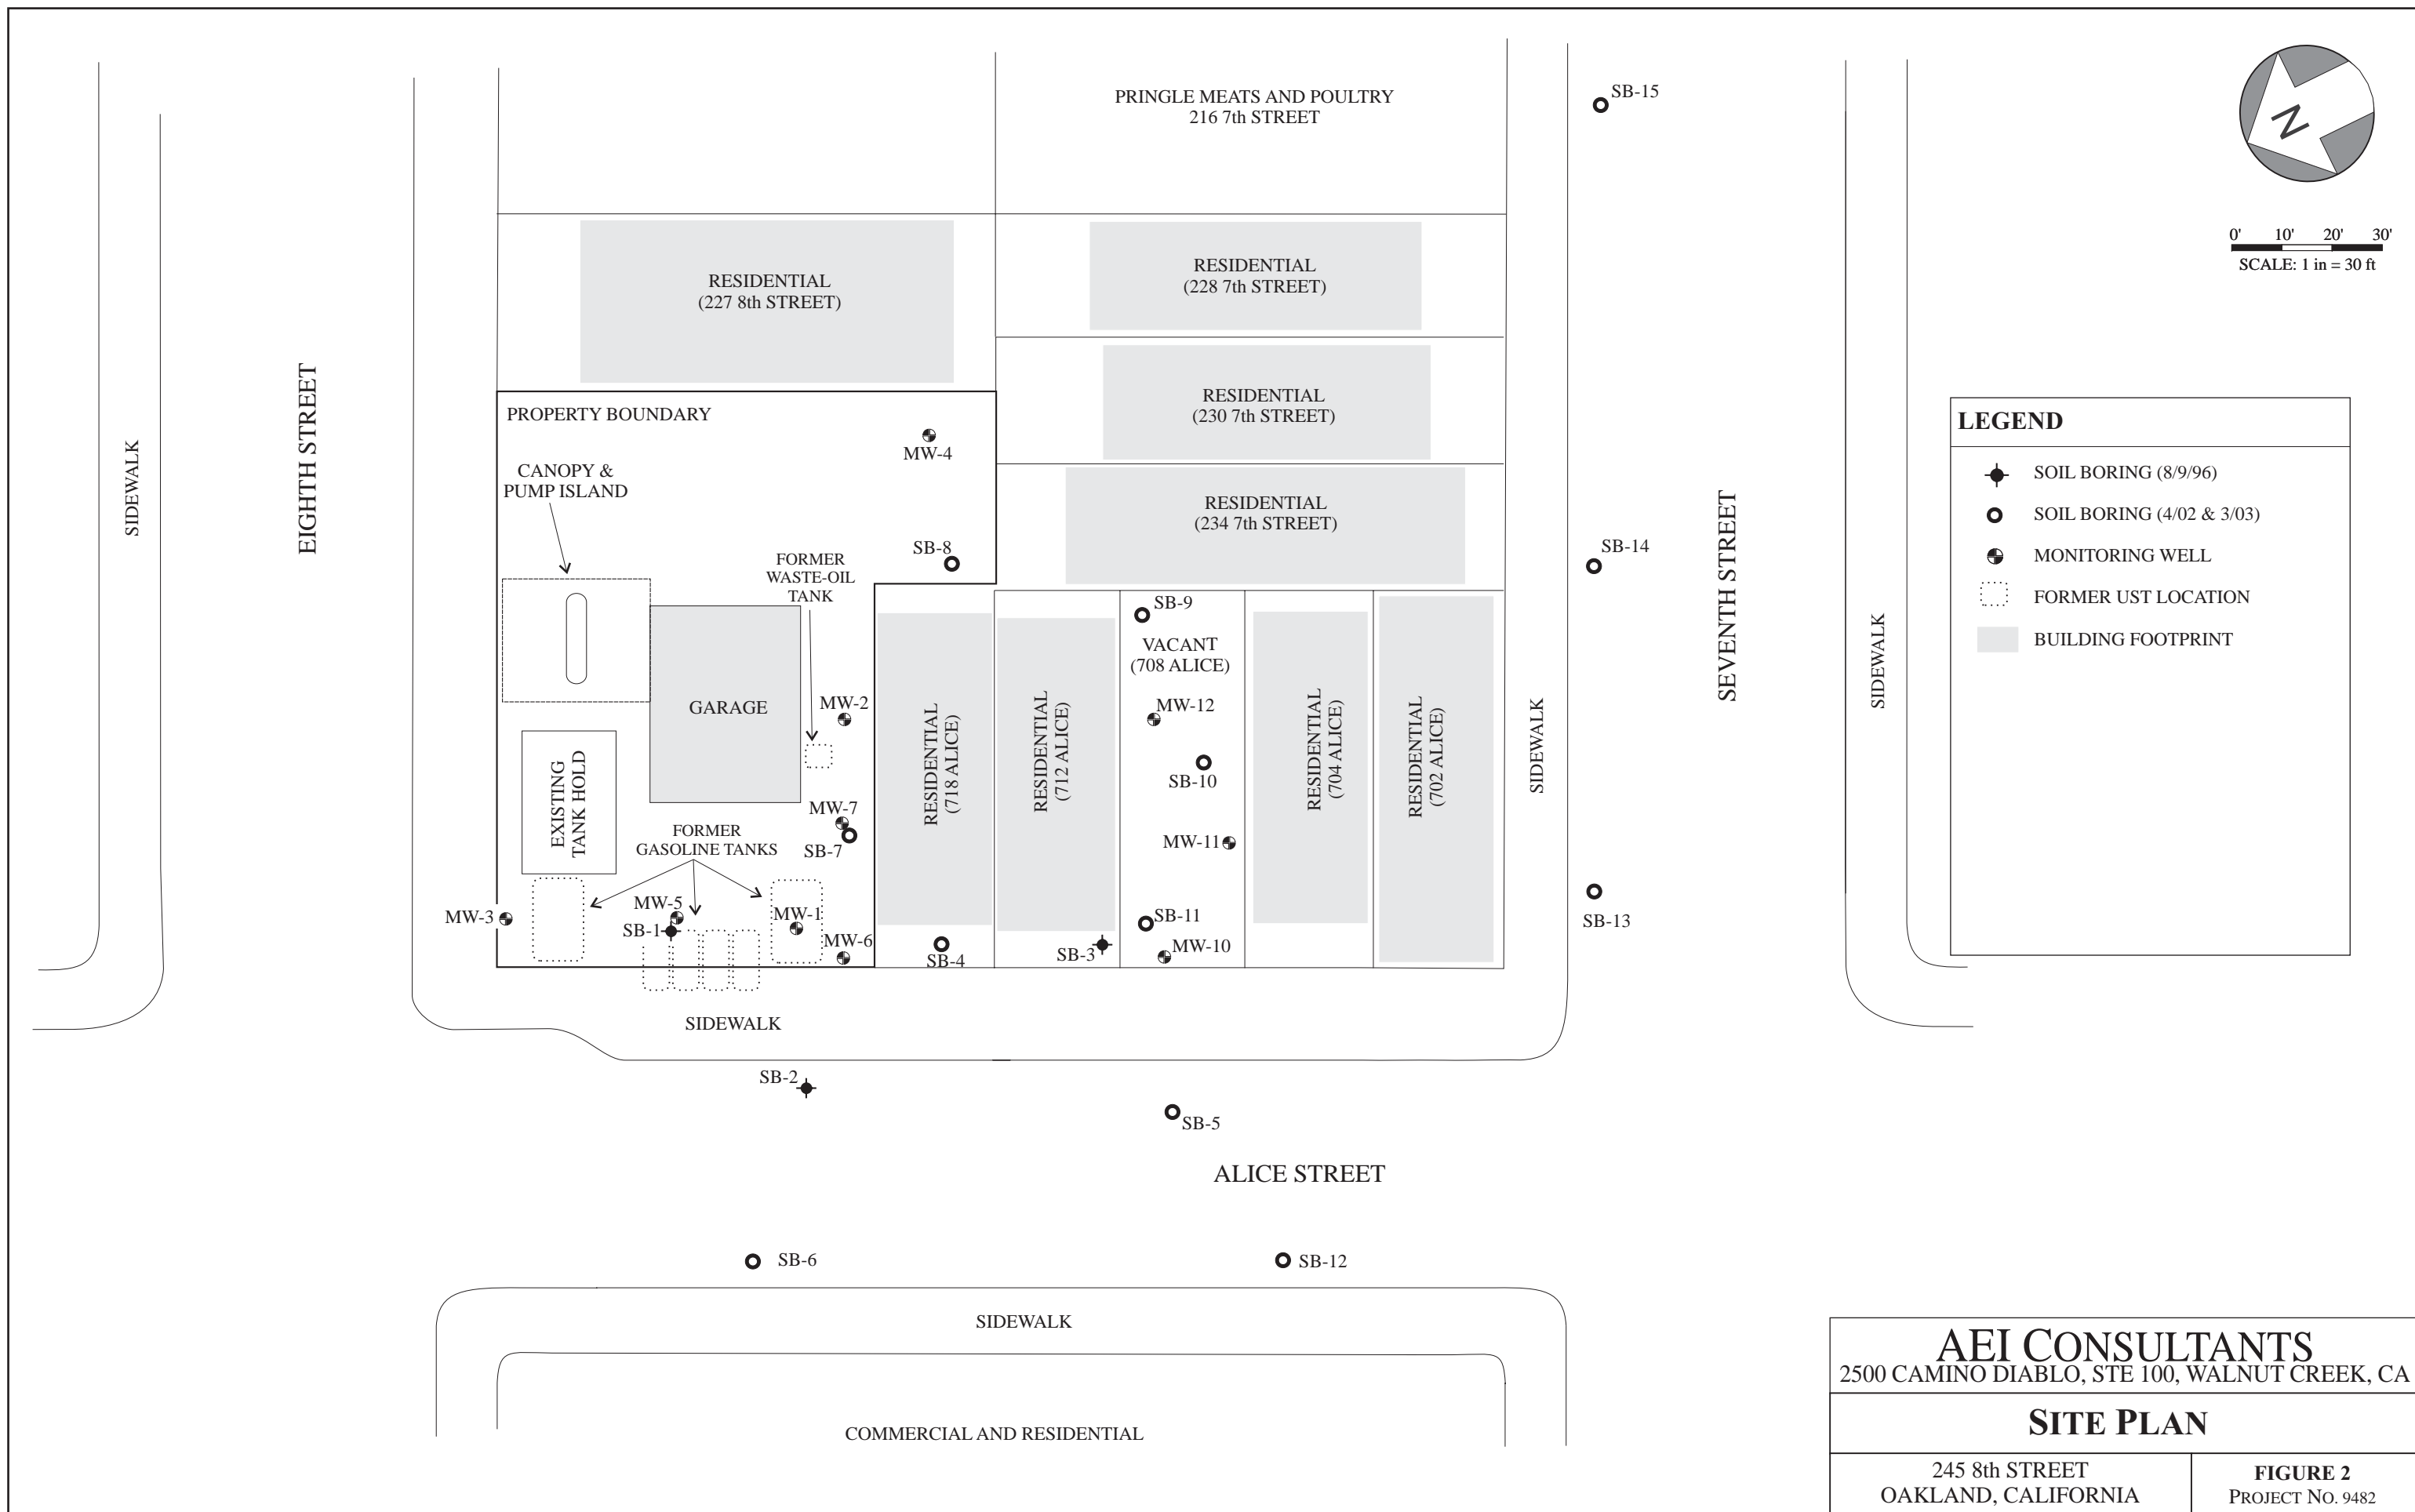 PRINGLE MEATS AND POULTRY
216 7th STREET
SB-15
N
0' 10' 20' 30'
SCALE: 1 in = 30 ft
RESIDENTIAL
(227 8th STREET)
RESIDENTIAL
(228 7th STREET)
RESIDENTIAL
(230 7th STREET)
RESIDENTIAL
(234 7th STREET)
SIDEWALK
EIGHTH STREET
PROPERTY BOUNDARY
MW-4
CANOPY &
PUMP ISLAND
SB-8
FORMER
WASTE-OIL
TANK
SB-14
SEVENTH STREET
SIDEWALK
SIDEWALK
LEGEND
SOIL BORING (8/9/96)
SOIL BORING (4/02 & 3/03)
MONITORING WELL
FORMER UST LOCATION
BUILDING FOOTPRINT
GARAGE
MW-2
EXISTING
TANK HOLD
MW-7
SB-7
FORMER
GASOLINE TANKS
MW-3
MW-5
SB-1
MW-1
MW-6
RESIDENTIAL
(718 ALICE)
RESIDENTIAL
(712 ALICE)
SB-9
VACANT
(708 ALICE)
MW-12
SB-10
MW-11
SB-11
MW-10
SB-3
SB-4
RESIDENTIAL
(704 ALICE)
RESIDENTIAL
(702 ALICE)
SB-13
SIDEWALK
SB-2
SB-5
ALICE STREET
SB-6
SB-12
SIDEWALK
COMMERCIAL AND RESIDENTIAL
AEI CONSULTANTS
2500 CAMINO DIABLO, STE 100, WALNUT CREEK, CA
SITE PLAN
245 8th STREET
OAKLAND, CALIFORNIA
FIGURE 2
PROJECT NO. 9482